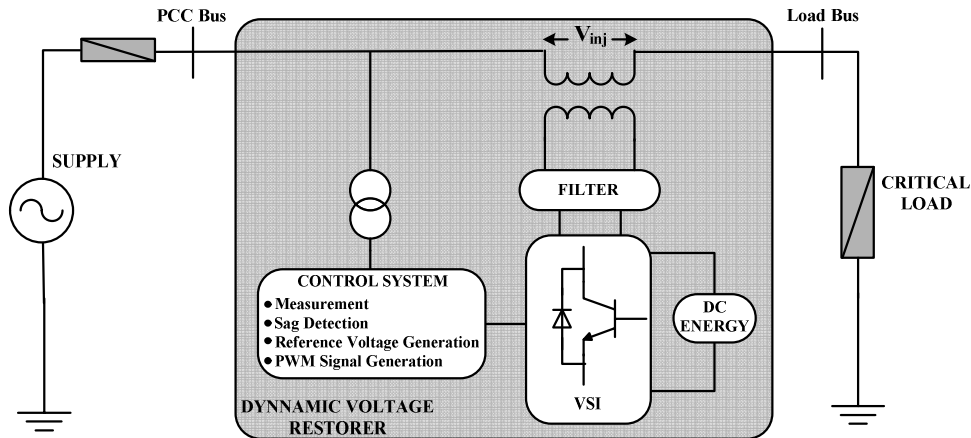 PCC Bus
Load Bus
Vinj
SUPPLY
FILTER
CRITICAL
LOAD
CONTROL SYSTEM
• Measurement
• Sag Detection
• Reference Voltage Generation
• PWM Signal Generation
DC
ENERGY
VSI
DYNNAMIC VOLTAGE
RESTORER